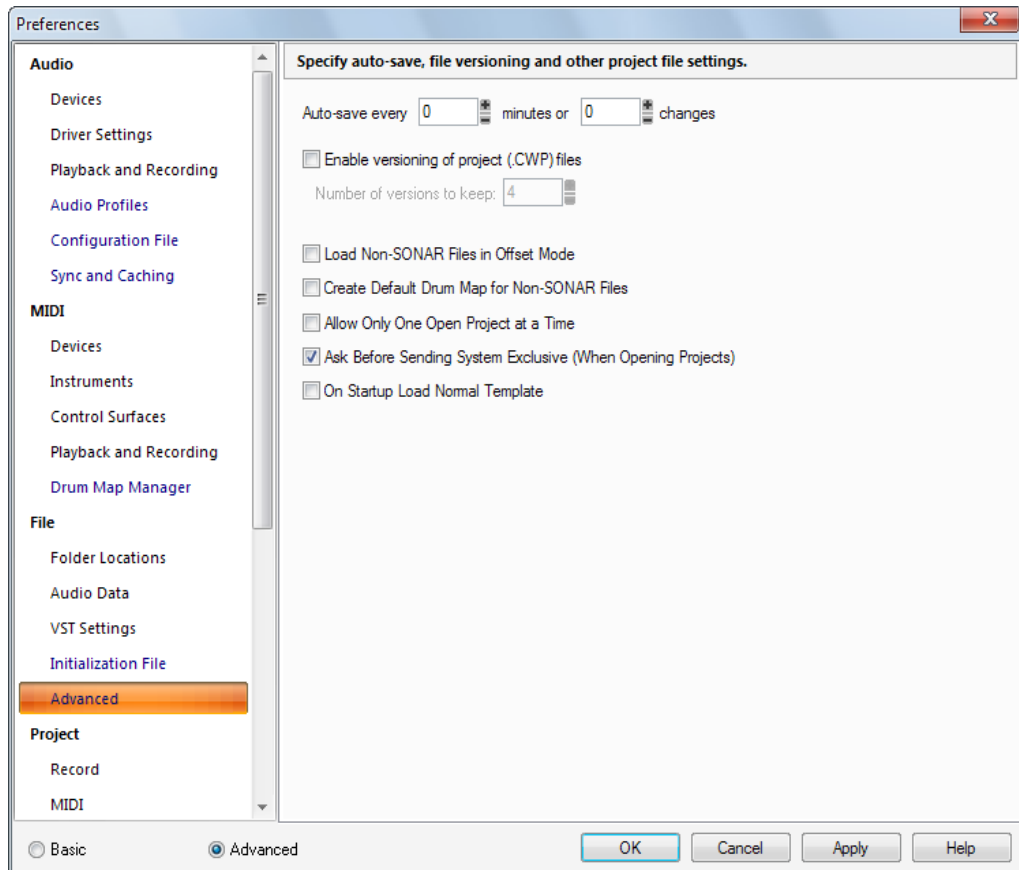 Preferences
Audio
Devices
Driver Settings
Playback and Recording
Audio Profiles
Configuration File
Sync and Caching
MIDI
Devices
Instruments
Control Surfaces
Playback and Recording
Drum Map Manager
File
Folder Locations
Audio Data
VST Settings
Initialization File
Advanced
Project
Record
MIDI
Specify auto-save, file versioning and other project file settings.
Auto-save every 0 minutes or 0 changes
Enable versioning of project (.CWP) files
Number of versions to keep: 4
Load Non-SONAR Files in Offset Mode
Create Default Drum Map for Non-SONAR Files
Allow Only One Open Project at a Time
Ask Before Sending System Exclusive (When Opening Projects)
On Startup Load Normal Template
Basic Advanced OK Cancel Apply Help